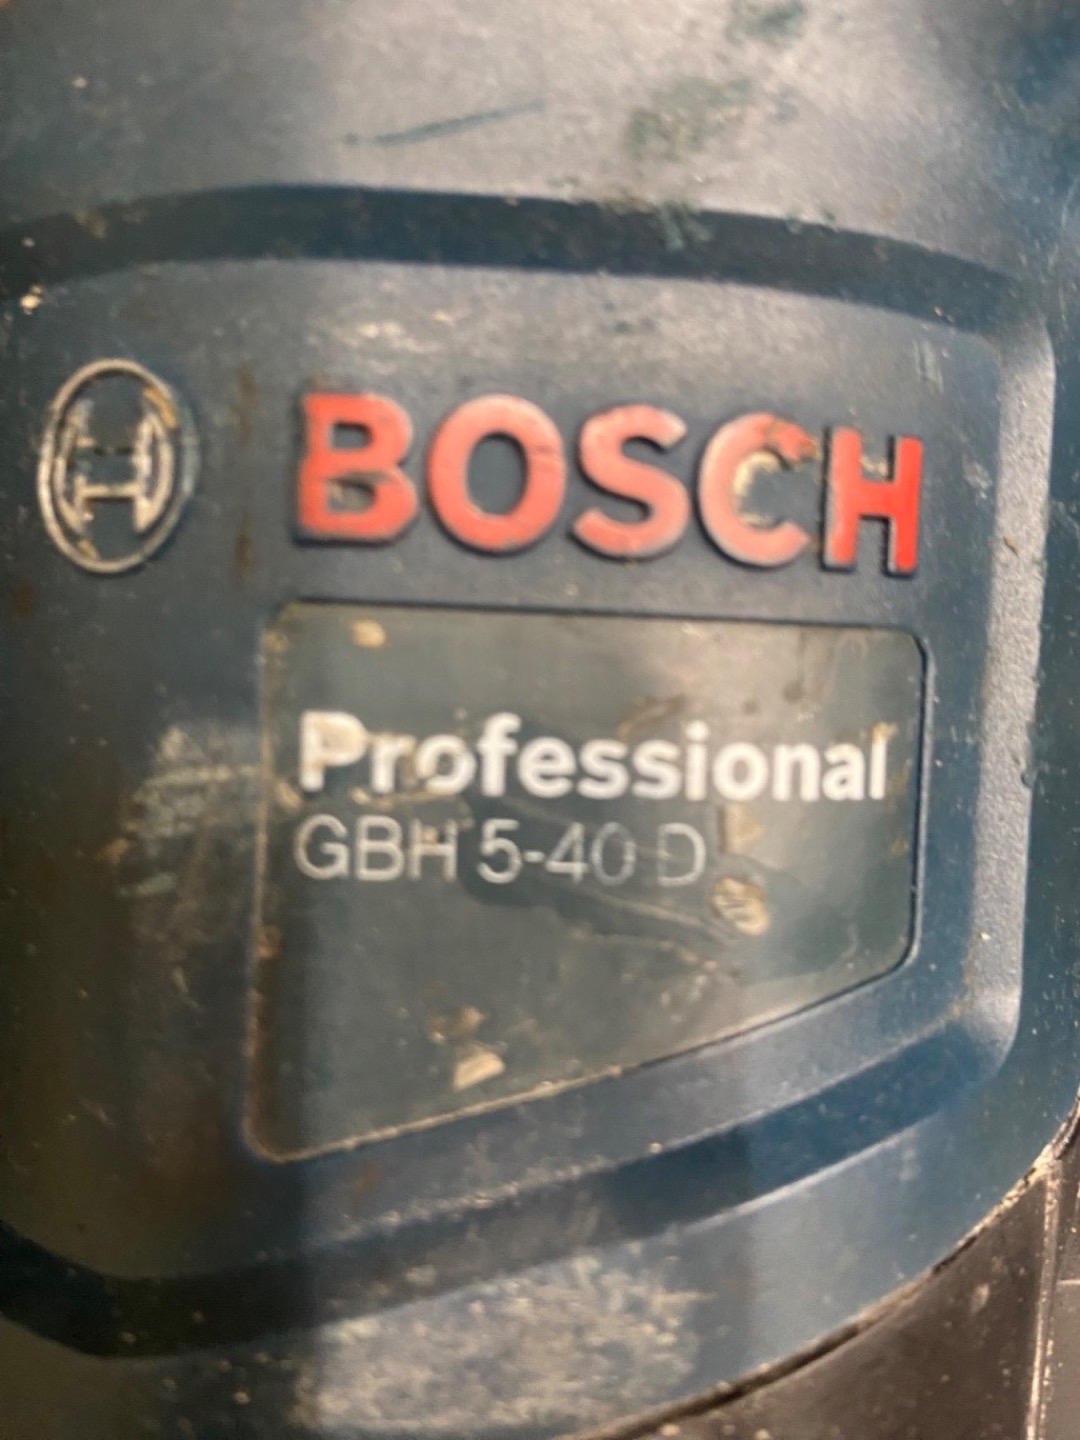 BOSCH
Professional
GBH 5-40 D